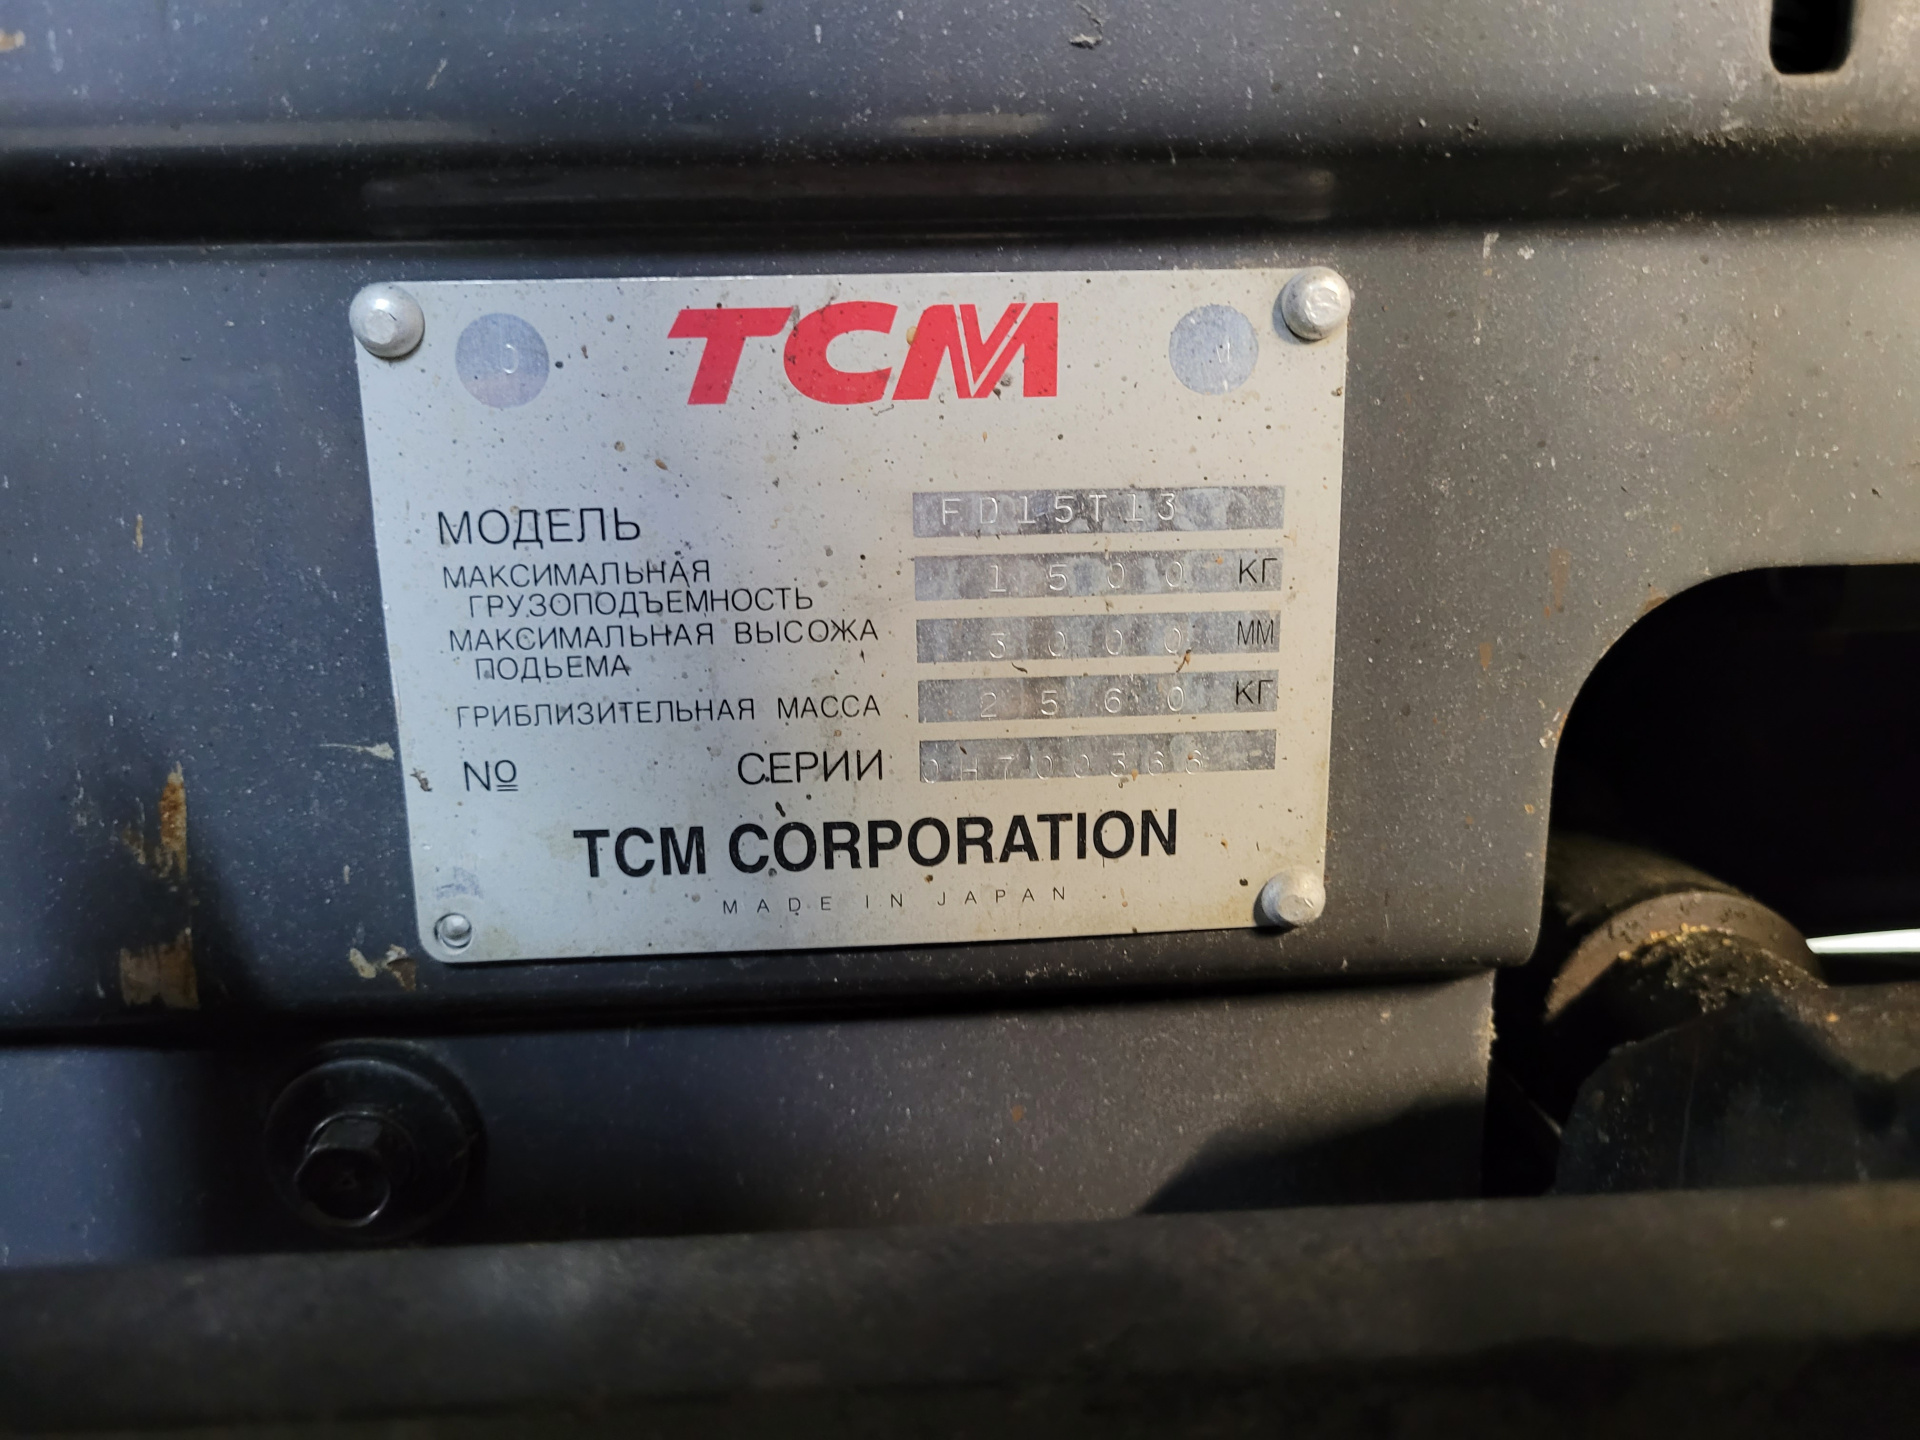 TCM
МОДЕЛЬ FD15T13
МАКСИМАЛЬНАЯ 1500 КГ
ГРУЗОПОДЪЕМНОСТЬ
МАКСИМАЛЬНАЯ ВЫСОЖА 3000 ММ
ПОДЬЕМА
ГРИБЛИЗИТЕЛЬНАЯ МАССА 2560 КГ
№ СЕРИИ
TCM CORPORATION
MADE IN JAPAN